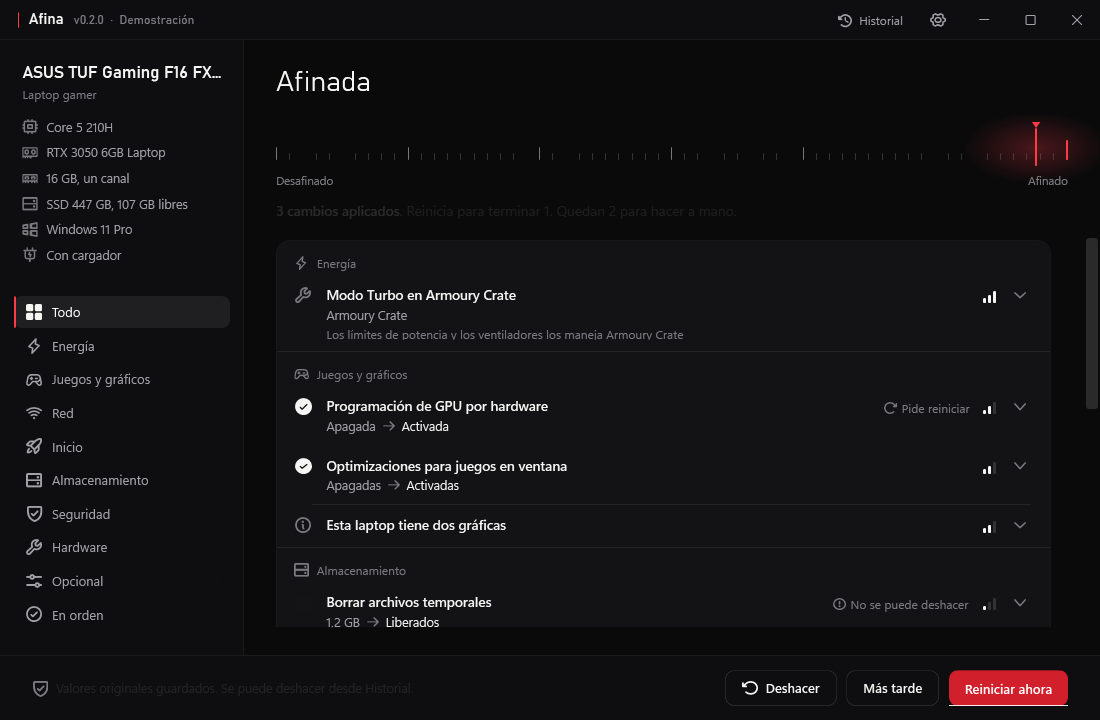 Afina v0.2.0 · Demostración
Historial
ASUS TUF Gaming F16 FX...
Laptop gamer
Core 5 210H
RTX 3050 6GB Laptop
16 GB, un canal
SSD 447 GB, 107 GB libres
Windows 11 Pro
Con cargador
Todo
Energía
Juegos y gráficos
Red
Inicio
Almacenamiento
Seguridad
Hardware
Opcional
En orden
Afinada
Desafinado
Afinado
3 cambios aplicados. Reinicia para terminar 1. Quedan 2 para hacer a mano.
Energía
Modo Turbo en Armoury Crate
Armoury Crate
Los límites de potencia y los ventiladores los maneja Armoury Crate
Juegos y gráficos
Programación de GPU por hardware
Pide reiniciar
Apagada → Activada
Optimizaciones para juegos en ventana
Apagadas → Activadas
Esta laptop tiene dos gráficas
Almacenamiento
Borrar archivos temporales
No se puede deshacer
1,2 GB → Liberados
Valores originales guardados. Se puede deshacer desde Historial.
Deshacer
Más tarde
Reiniciar ahora